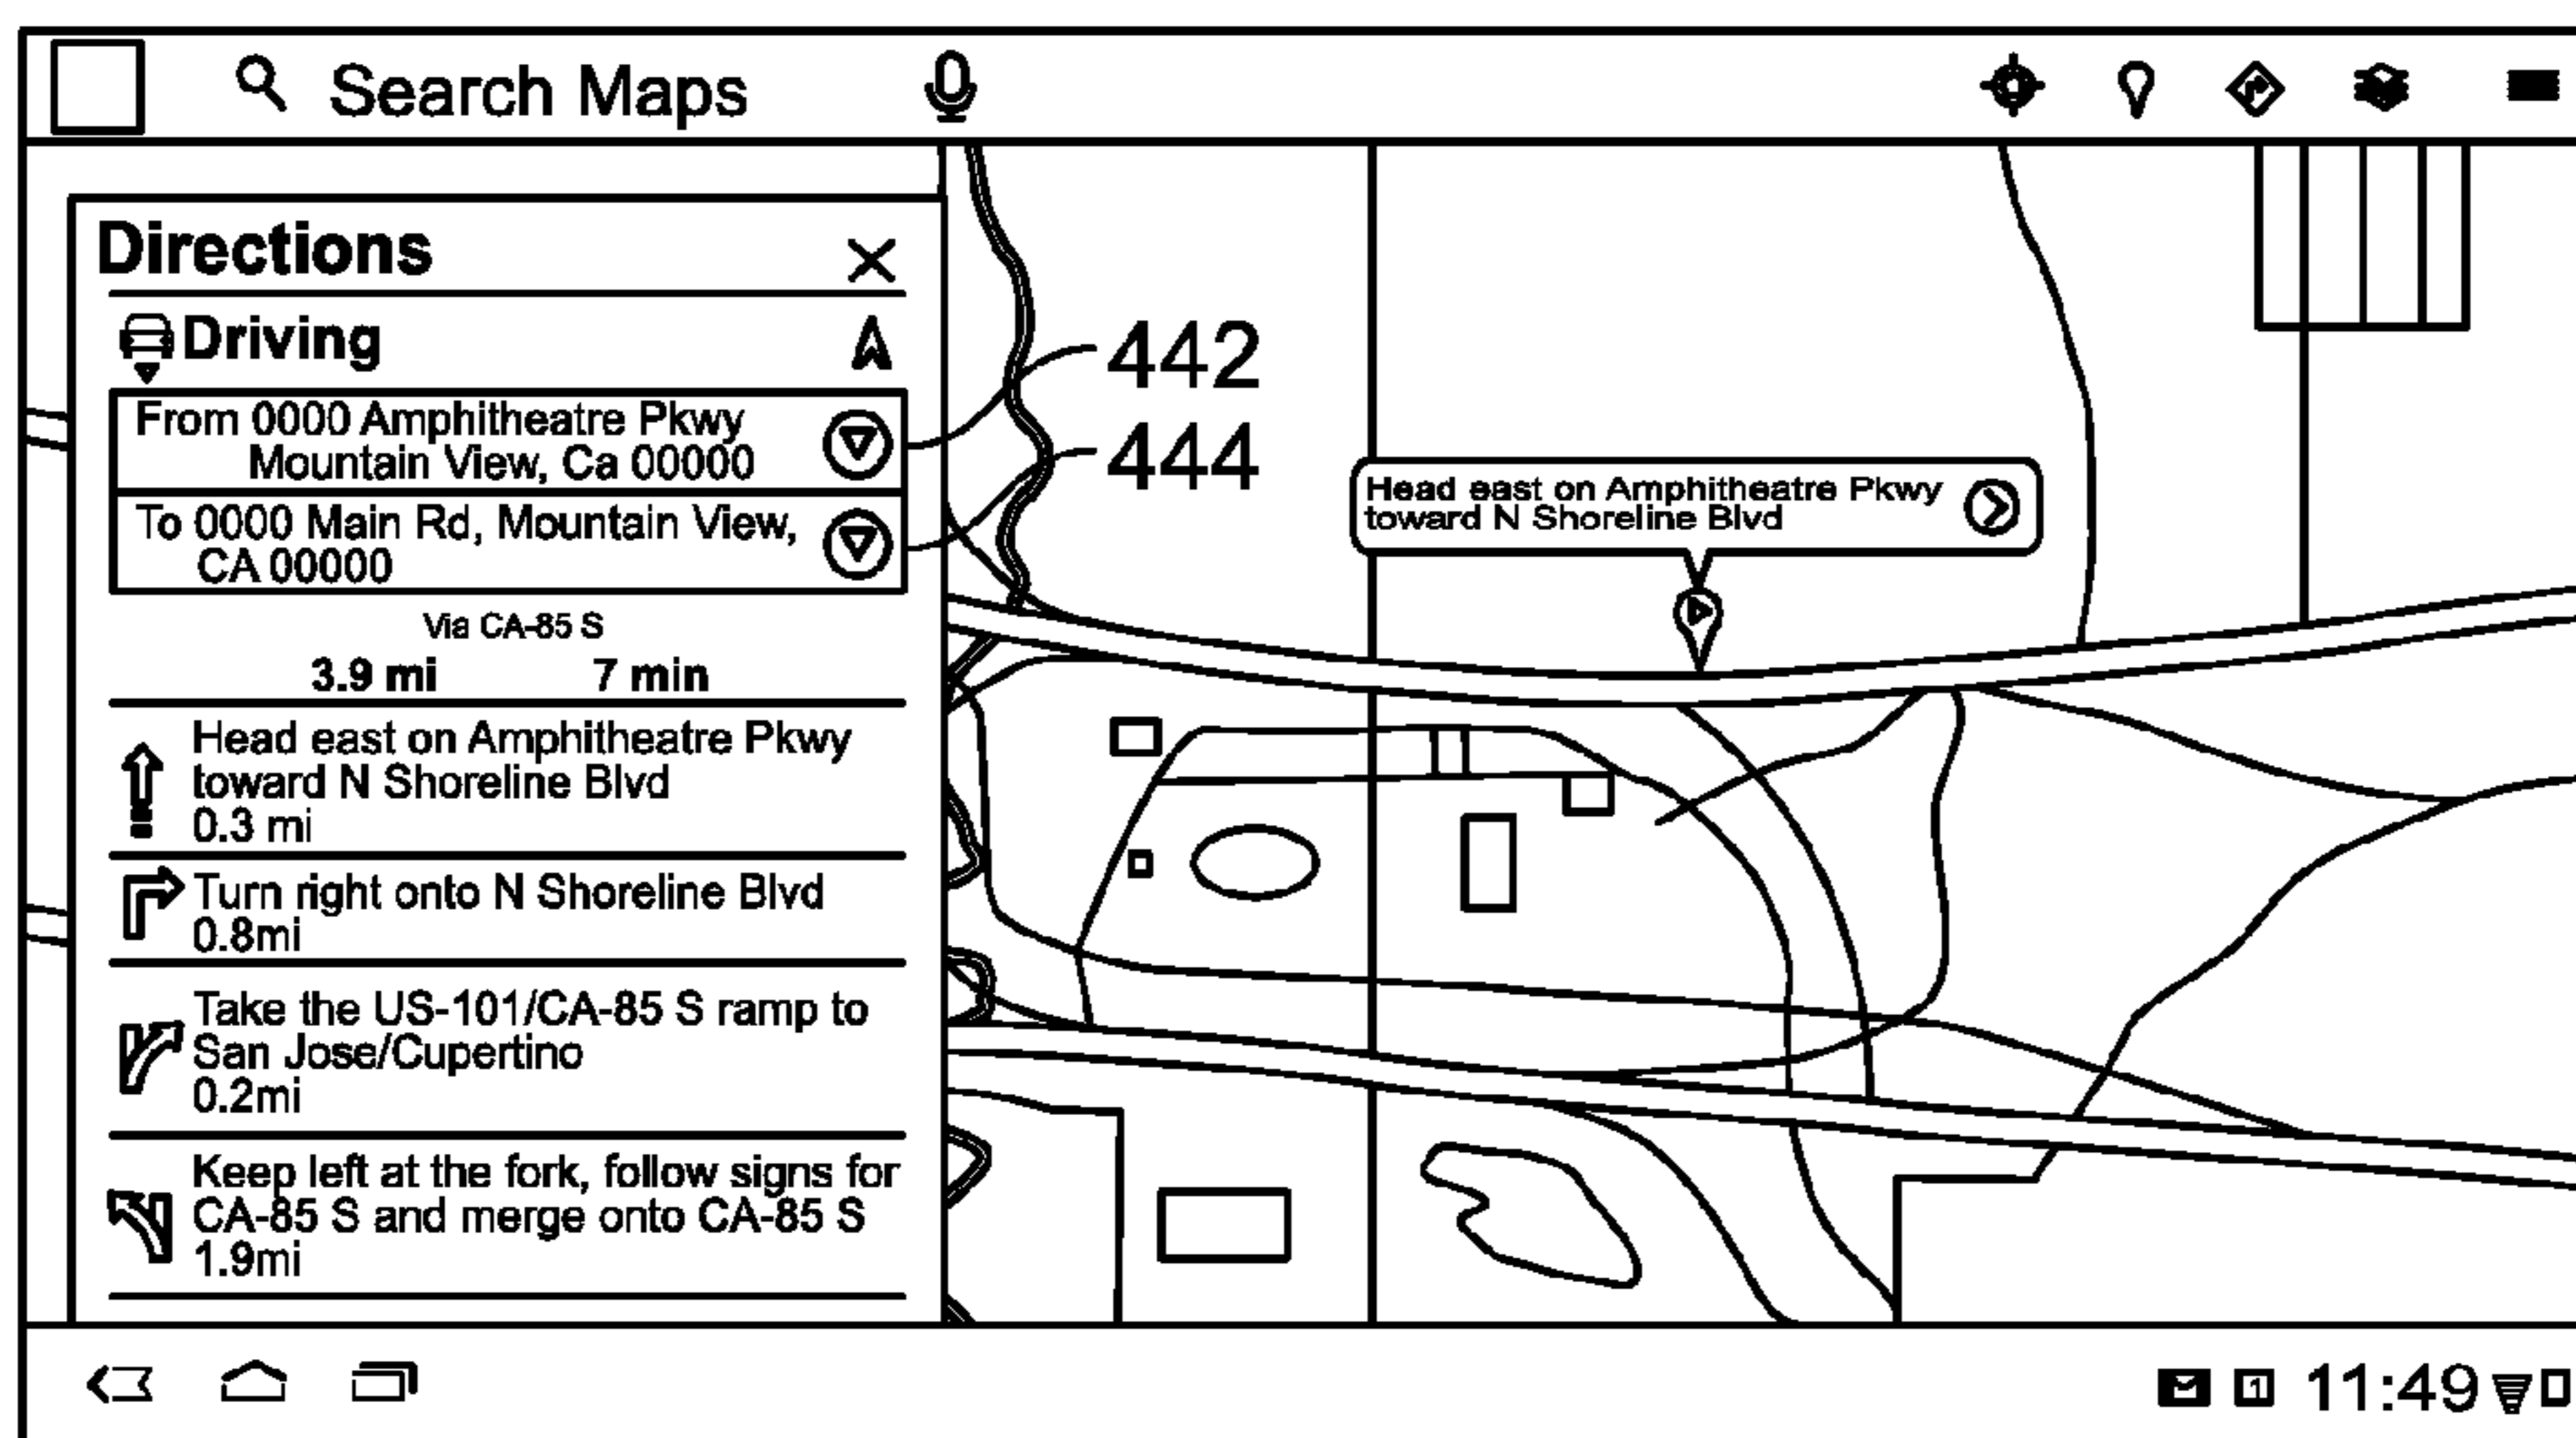 Search Maps
Directions
Driving
From 0000 Amphitheatre Pkwy
Mountain View, Ca 00000
To 0000 Main Rd, Mountain View,
CA 00000
Via CA-85 S
3.9 mi 7 min
Head east on Amphitheatre Pkwy
toward N Shoreline Blvd
0.3 mi
Turn right onto N Shoreline Blvd
0.8mi
Take the US-101/CA-85 S ramp to
San Jose/Cupertino
0.2mi
Keep left at the fork, follow signs for
CA-85 S and merge onto CA-85 S
1.9mi
442
444
Head east on Amphitheatre Pkwy
toward N Shoreline Blvd
1 11:49